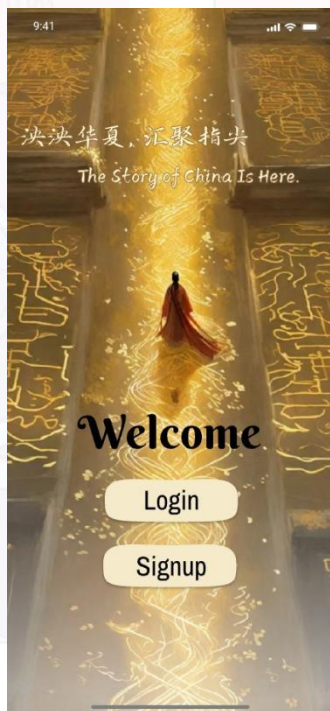 9:41
泱泱华夏，汇聚指尖
The Story of China Is Here.
Welcome
Login
Signup